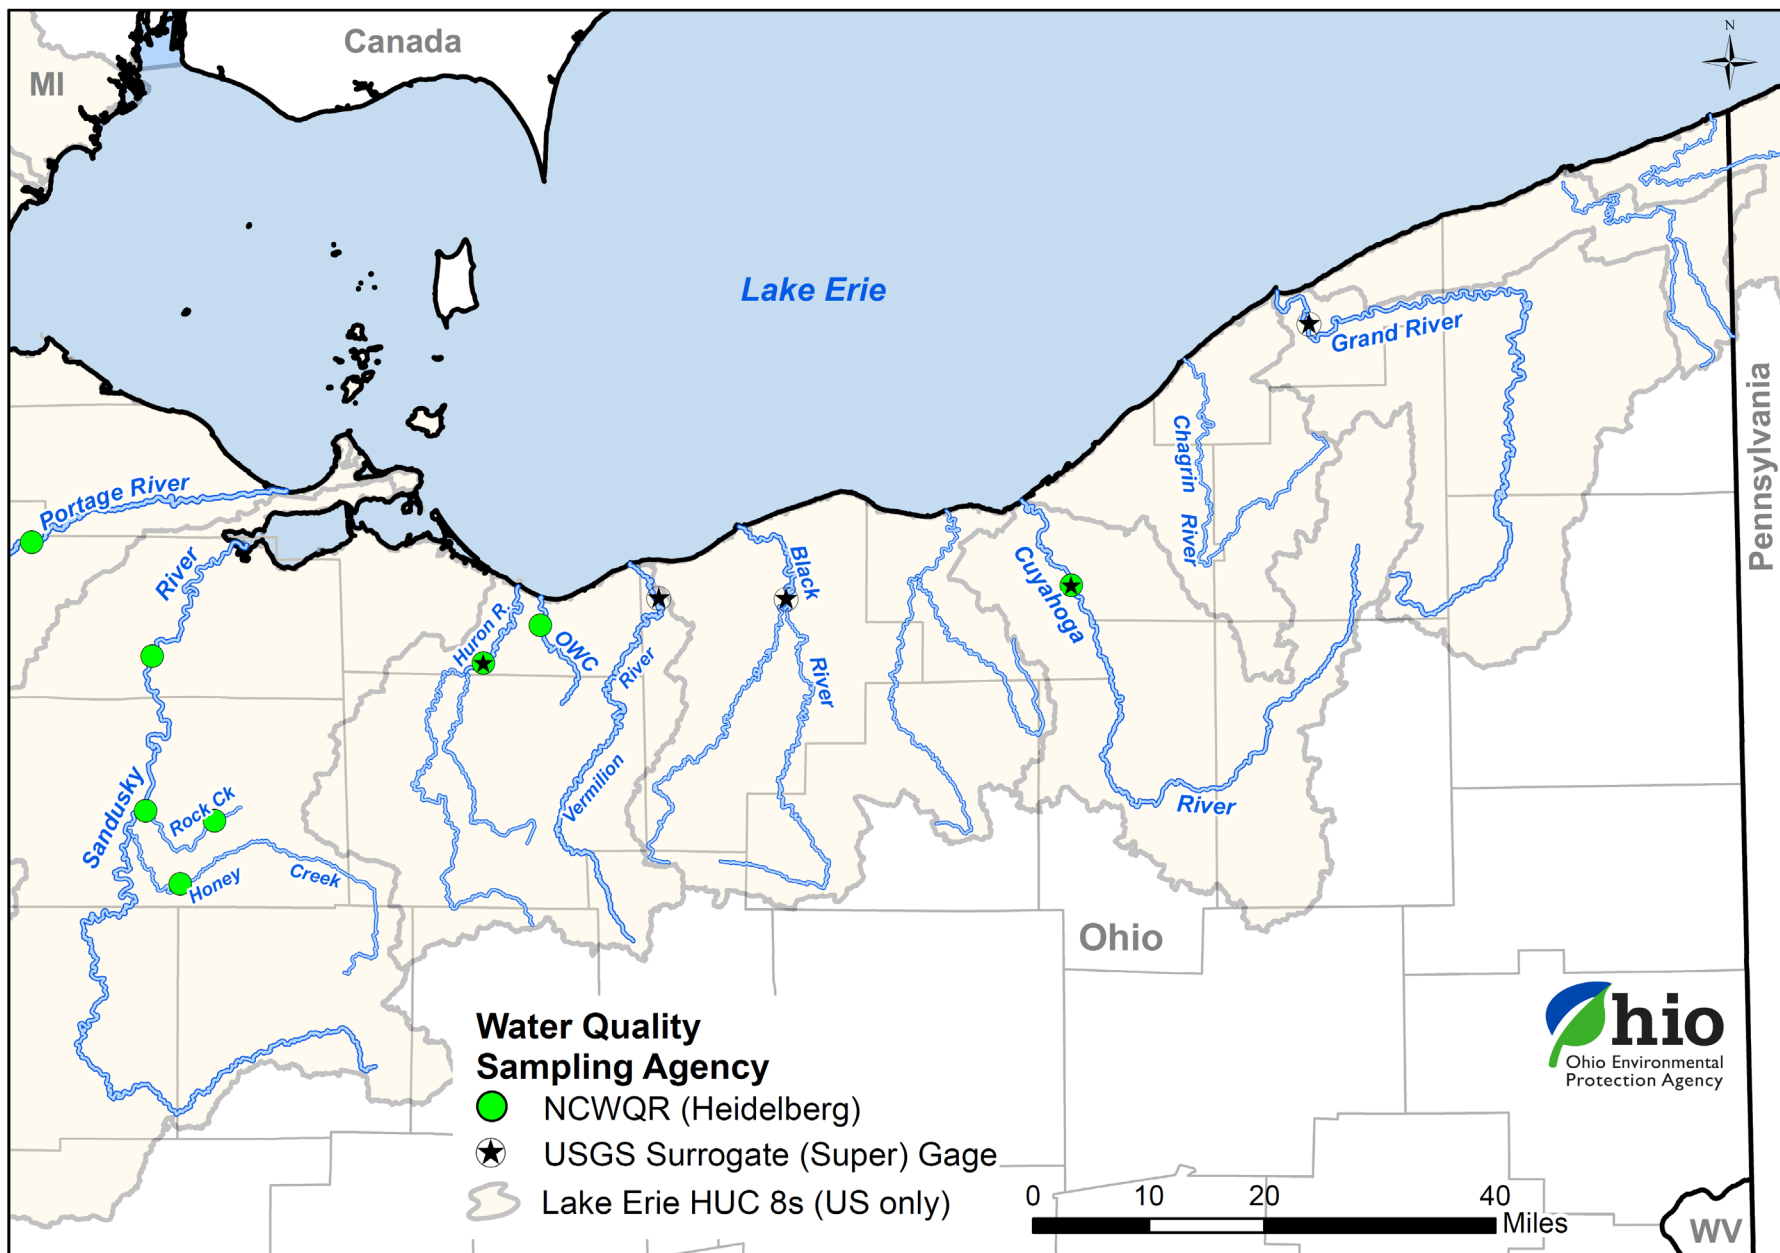 Canada
MI
N
Lake Erie
Grand River
Pennsylvania
Chagrin
River
Portage River
River
Black
Cuyahoga
Huron R.
OWC
River
River
Sandusky
Vermilion
Rock Ck
River
Honey
Creek
Ohio
hio
Ohio Environmental
Protection Agency
Water Quality
Sampling Agency
NCWQR (Heidelberg)
USGS Surrogate (Super) Gage
Lake Erie HUC 8s (US only)
0 10 20 40
Miles
WV